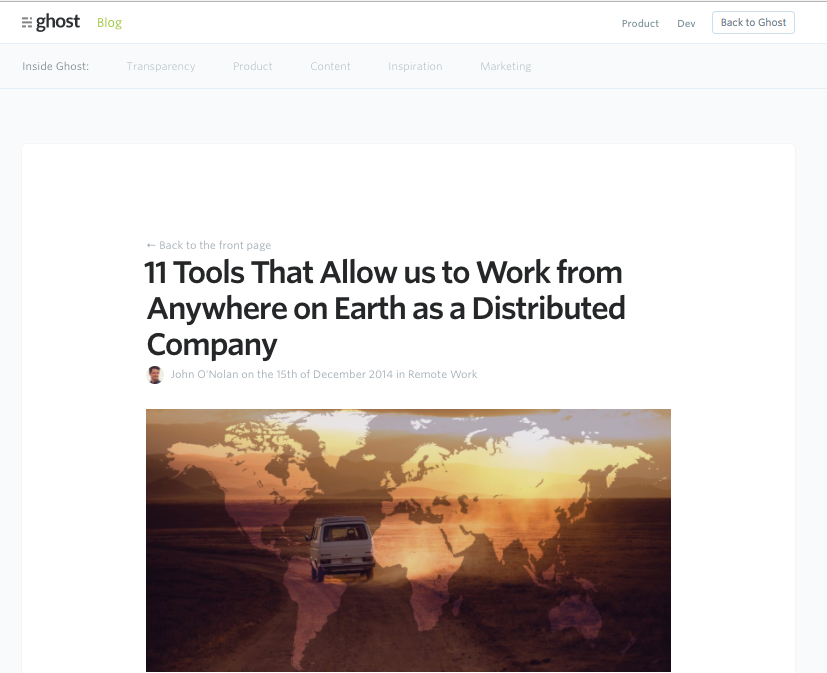 ghost Blog Product Dev Back to Ghost
Inside Ghost: Transparency Product Content Inspiration Marketing
← Back to the front page
11 Tools That Allow us to Work from
Anywhere on Earth as a Distributed
Company
John O'Nolan on the 15th of December 2014 in Remote Work